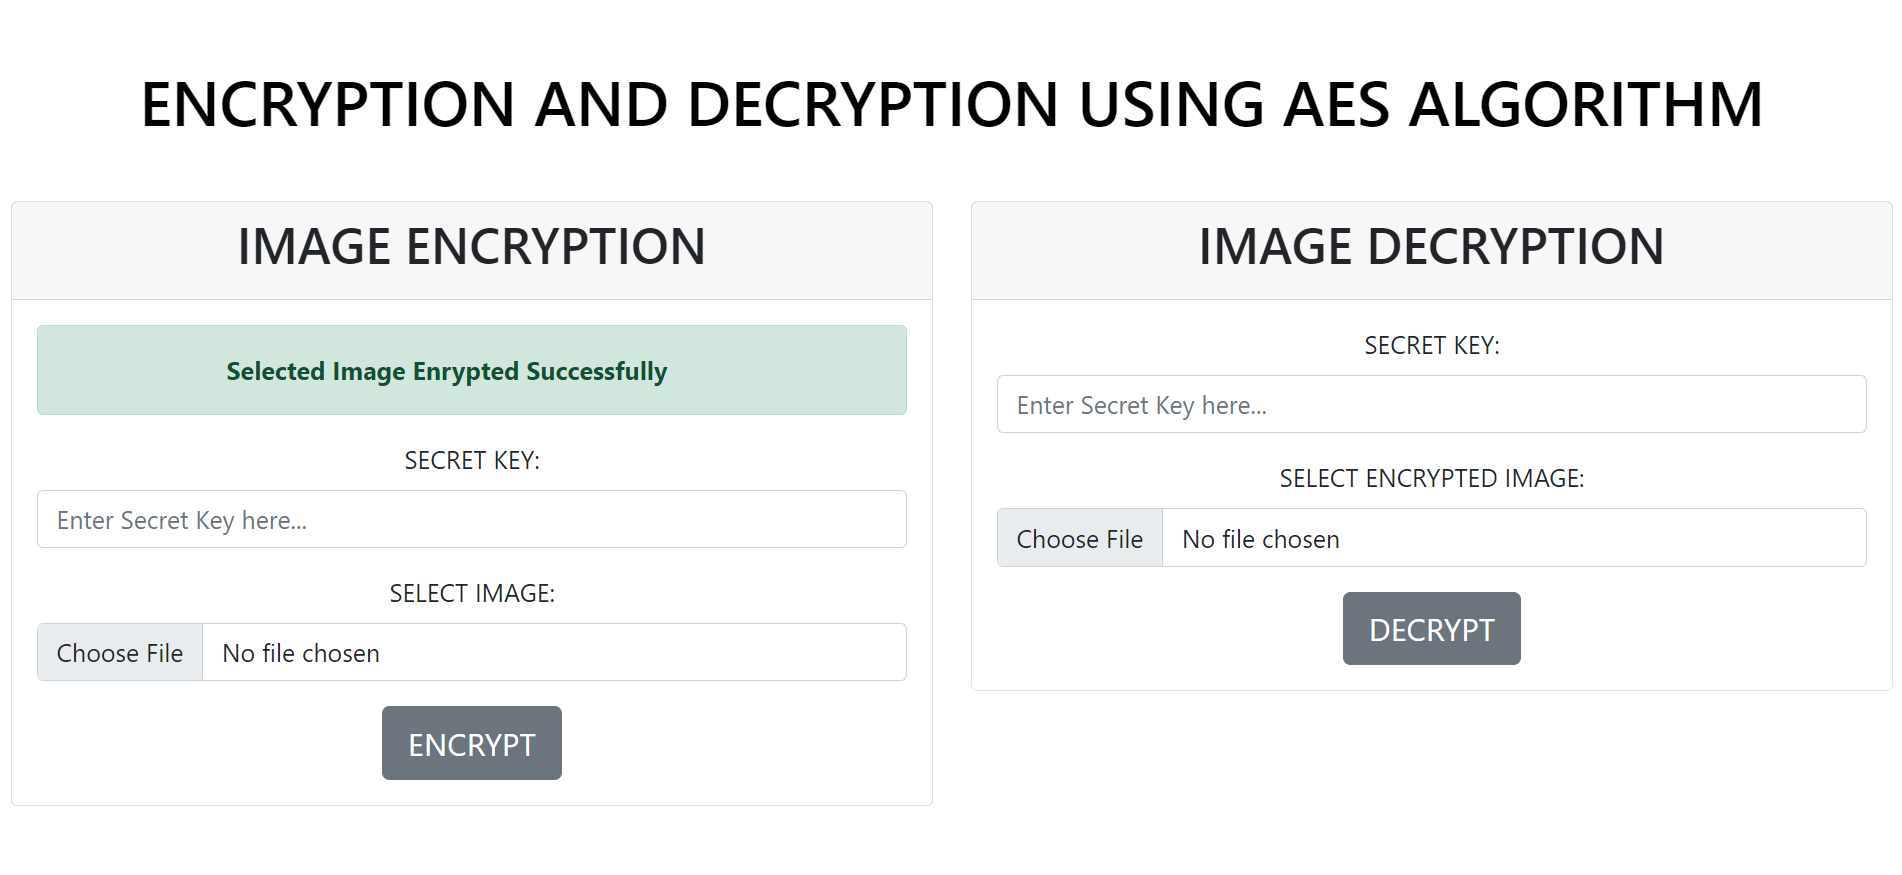 ENCRYPTION AND DECRYPTION USING AES ALGORITHM
IMAGE ENCRYPTION
Selected Image Enrypted Successfully
SECRET KEY:
Enter Secret Key here...
SELECT IMAGE:
Choose File No file chosen
ENCRYPT
IMAGE DECRYPTION
SECRET KEY:
Enter Secret Key here...
SELECT ENCRYPTED IMAGE:
Choose File No file chosen
DECRYPT